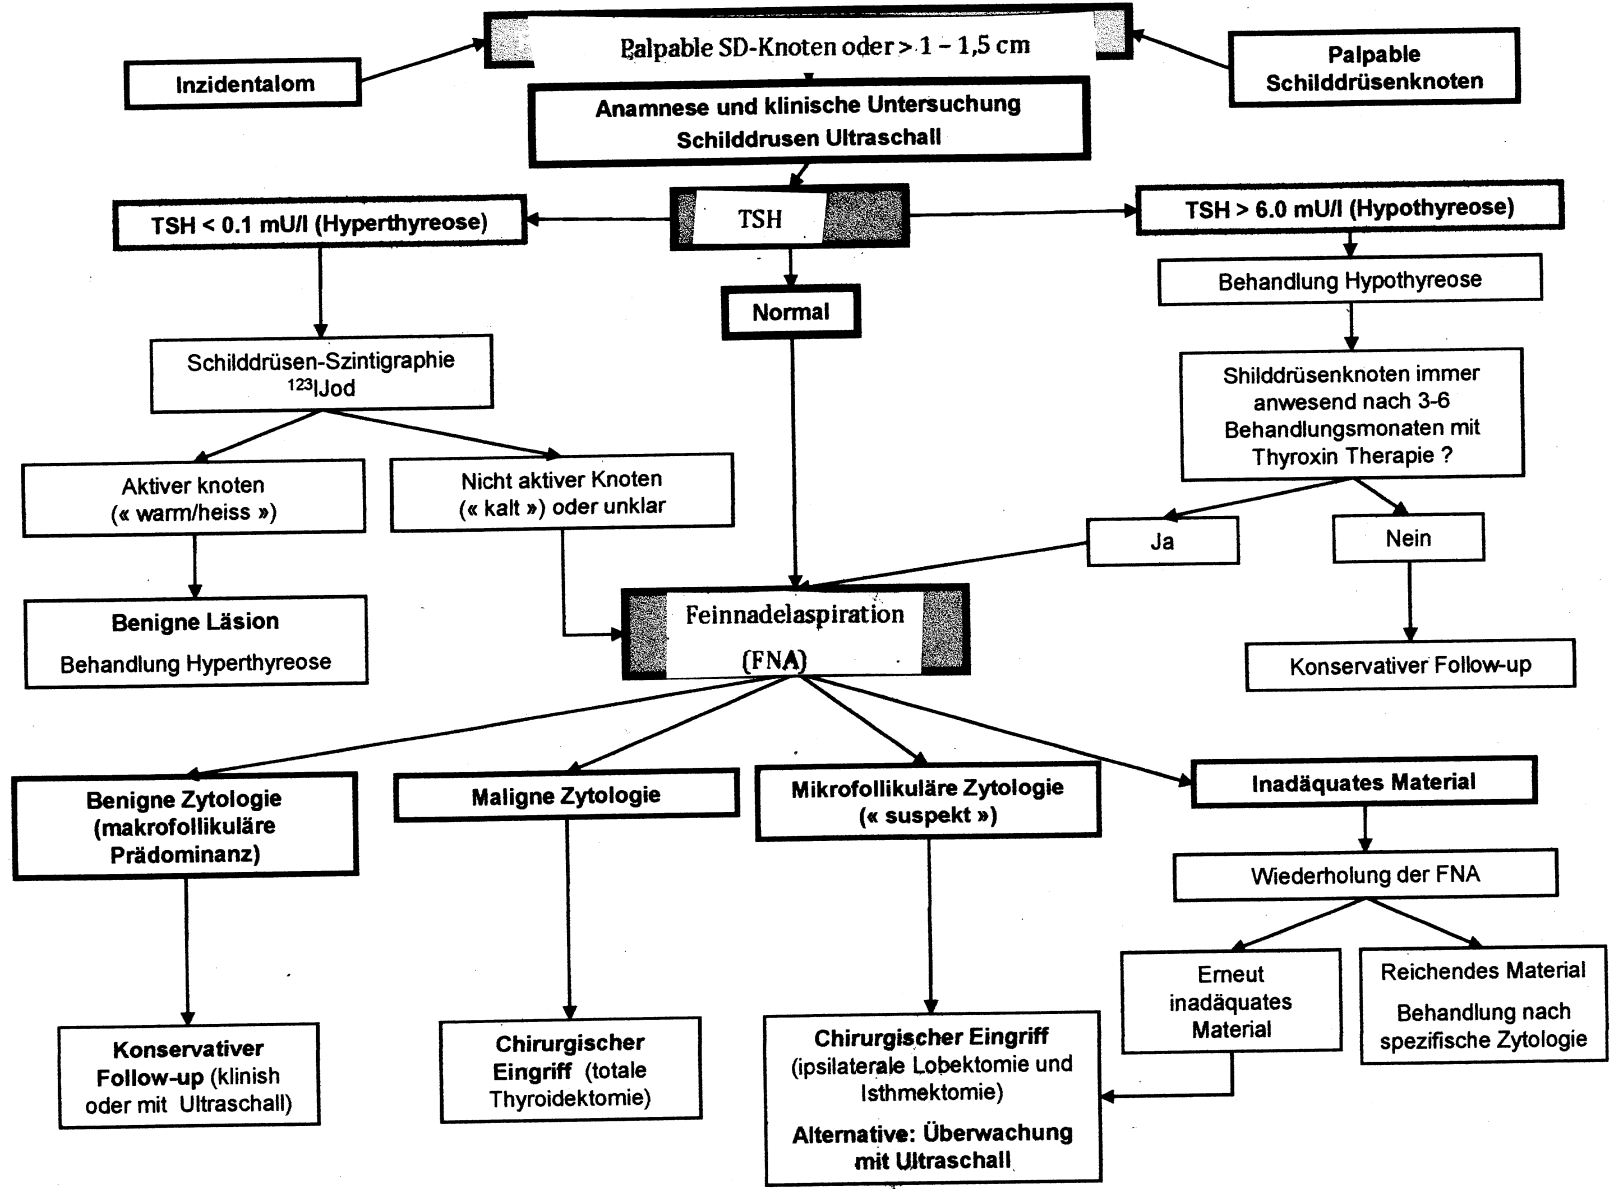 Palpable SD-Knoten oder > 1 – 1,5 cm
Inzidentalom
Palpable
Schilddrüsenknoten
Anamnese und klinische Untersuchung
Schilddrusen Ultraschall
TSH < 0.1 mU/l (Hyperthyreose)
TSH
TSH > 6.0 mU/l (Hypothyreose)
Normal
Behandlung Hypothyreose
Schilddrüsen-Szintigraphie
¹²³IJod
Shilddrüsenknoten immer
anwesend nach 3-6
Behandlungsmonaten mit
Thyroxin Therapie ?
Aktiver knoten
(« warm/heiss »)
Nicht aktiver Knoten
(« kalt ») oder unklar
Ja
Nein
Benigne Läsion
Behandlung Hyperthyreose
Feinnadelaspiration
(FNA)
Konservativer Follow-up
Benigne Zytologie
(makrofollikuläre
Prädominanz)
Maligne Zytologie
Mikrofollikuläre Zytologie
(« suspekt »)
Inadäquates Material
Wiederholung der FNA
Erneut
inadäquates
Material
Reichendes Material
Behandlung nach
spezifische Zytologie
Konservativer
Follow-up (klinish
oder mit Ultraschall)
Chirurgischer
Eingriff (totale
Thyroidektomie)
Chirurgischer Eingriff
(ipsilaterale Lobektomie und
Isthmektomie)
Alternative: Überwachung
mit Ultraschall